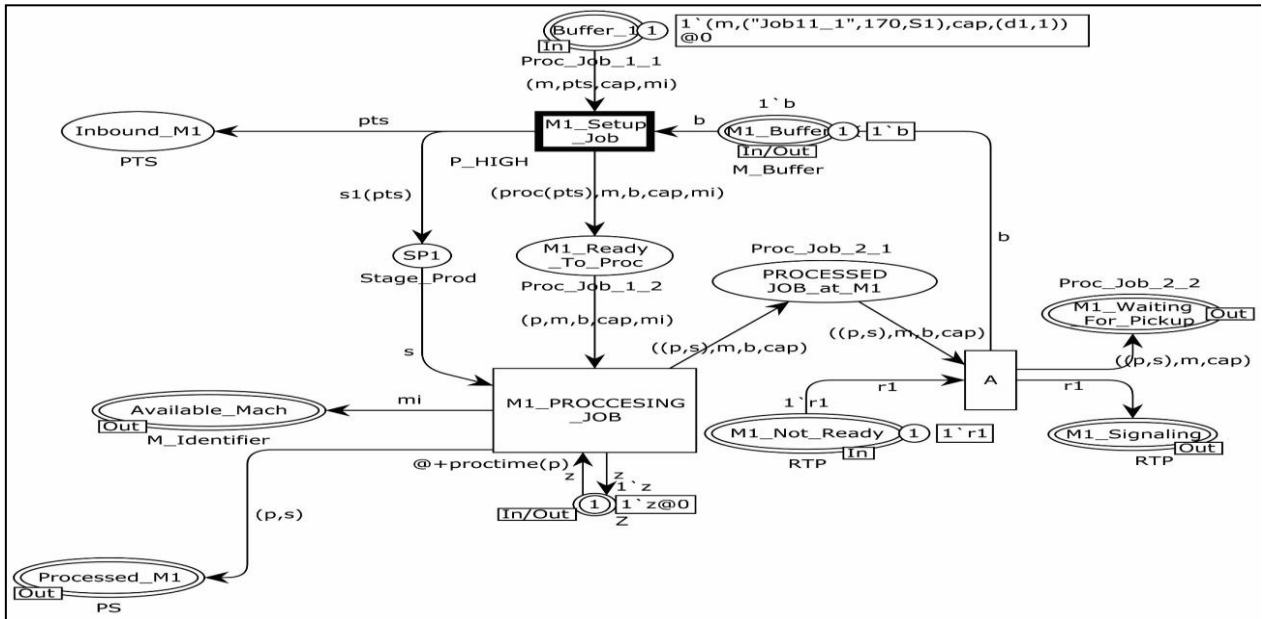 Buffer_1
1
In
1`(m,("Job11_1",170,S1),cap,(d1,1))
@0
Proc_Job_1_1
(m,pts,cap,mi)
Inbound_M1
PTS
pts
M1_Setup
_Job
P_HIGH
b
1`b
M1_Buffer
1
1`b
In/Out
M_Buffer
s1(pts)
(proc(pts),m,b,cap,mi)
b
SP1
Stage_Prod
M1_Ready
_To_Proc
Proc_Job_1_2
Proc_Job_2_1
PROCESSED
JOB_at_M1
Proc_Job_2_2
M1_Waiting
_For_Pickup
Out
(p,m,b,cap,mi)
s
((p,s),m,b,cap)
((p,s),m,b,cap)
((p,s),m,cap)
A
r1
r1
1`r1
M1_PROCCESING
_JOB
mi
Available_Mach
Out
M_Identifier
M1_Not_Ready
1
1`r1
In
RTP
M1_Signaling
Out
RTP
@+proctime(p)
z
z
1`z
1
1`z@0
In/Out
Z
(p,s)
Processed_M1
Out
PS